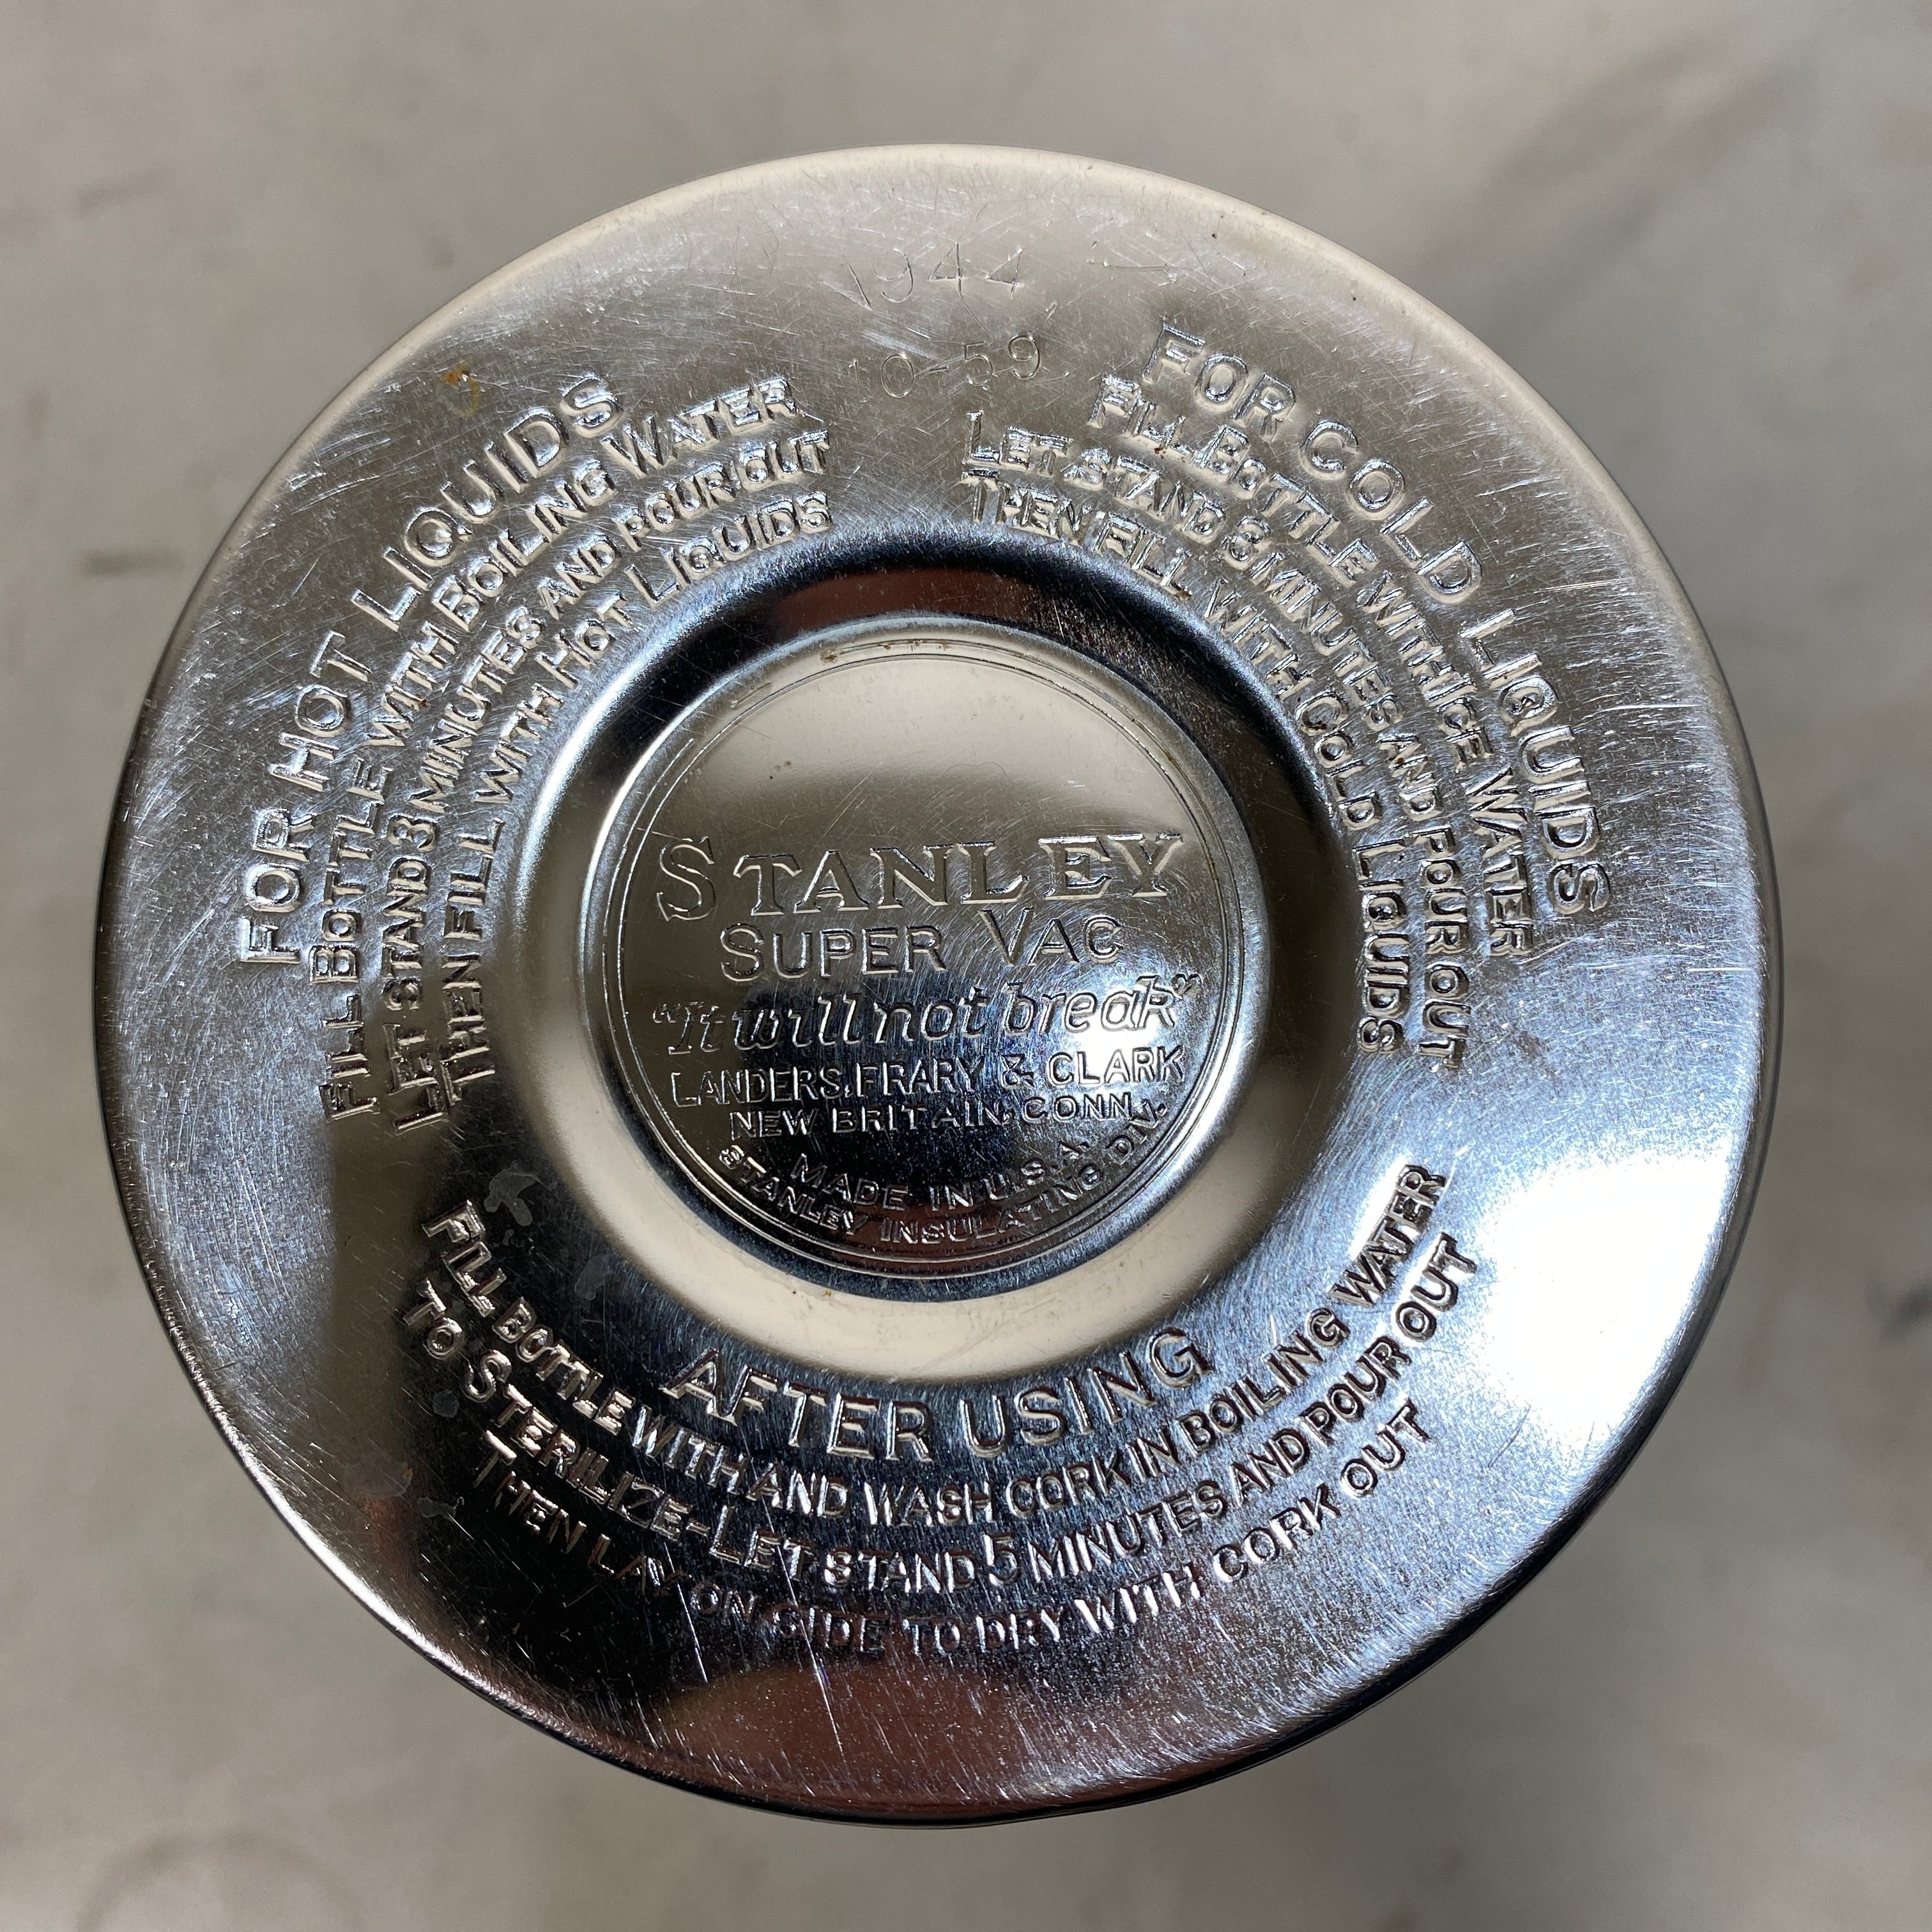 1944
10-59
FOR HOT LIQUIDS
FILL BOTTLE WITH BOILING WATER
LET STAND 3 MINUTES AND POUR OUT
THEN FILL WITH HOT LIQUIDS
FOR COLD LIQUIDS
FILL BOTTLE WITH ICE WATER
LET STAND 3 MINUTES AND POUR OUT
THEN FILL WITH COLD LIQUIDS
STANLEY
SUPER VAC
"It will not break"
LANDERS, FRARY & CLARK
NEW BRITAIN, CONN.
MADE IN U.S.A.
STANLEY INSULATING DIV.
AFTER USING
FILL BOTTLE WITH AND WASH CORK IN BOILING WATER
TO STERILIZE-LET STAND 5 MINUTES AND POUR OUT
THEN LAY ON SIDE TO DRY WITH CORK OUT